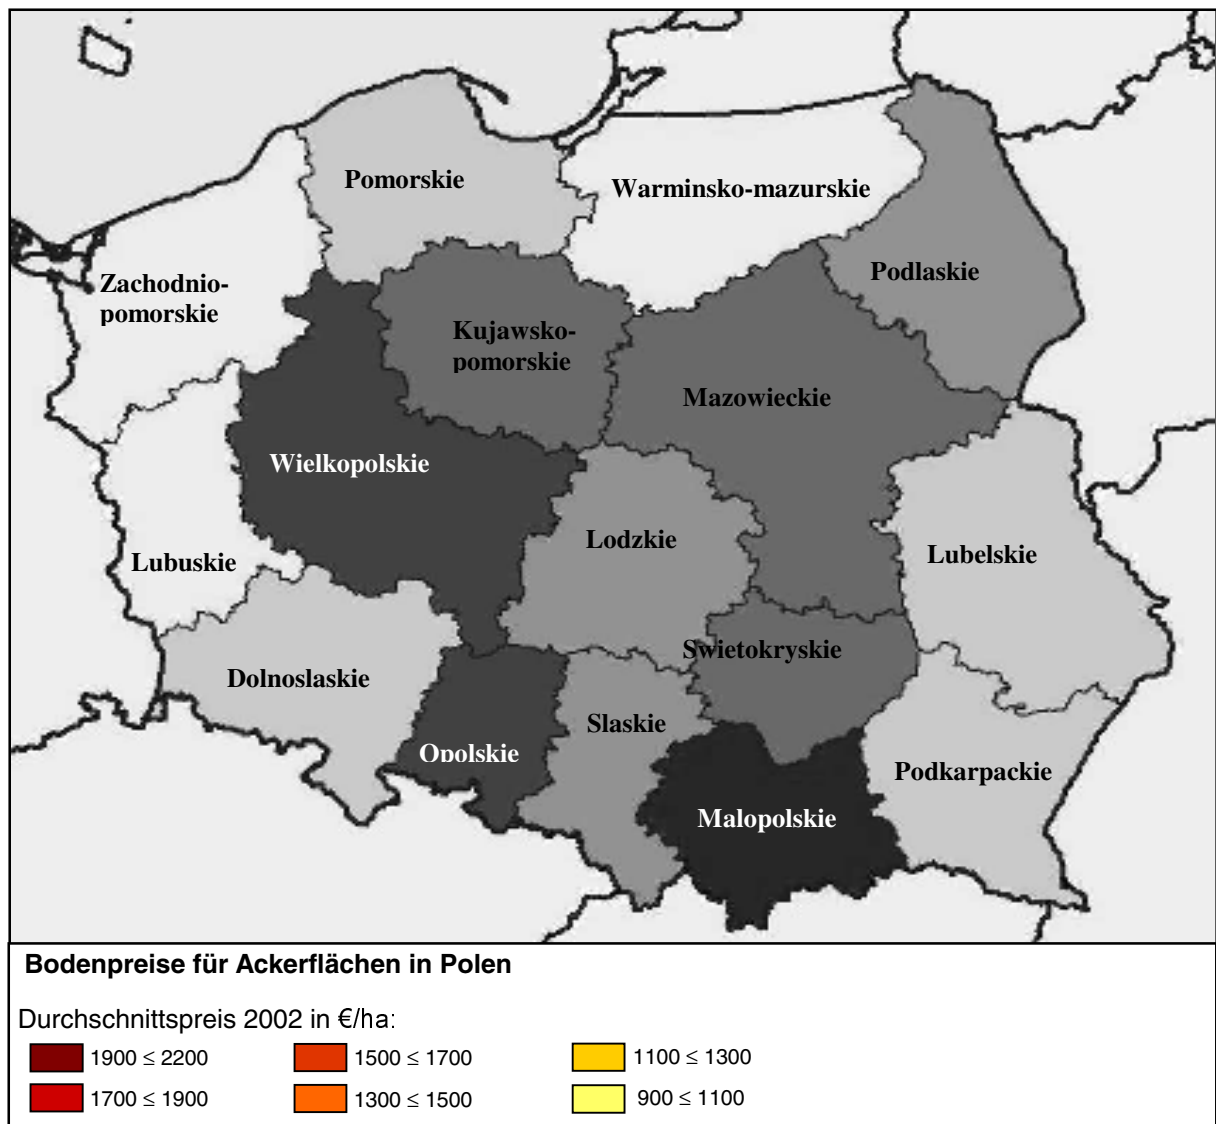 Pomorskie
Warminsko-mazurskie
Zachodnio-
pomorskie
Podlaskie
Kujawsko-
pomorskie
Mazowieckie
Wielkopolskie
Lodzkie
Lubelskie
Lubuskie
Swietokryskie
Dolnoslaskie
Slaskie
Opolskie
Podkarpackie
Malopolskie
Bodenpreise für Ackerflächen in Polen
Durchschnittspreis 2002 in €/ha:
1900 ≤ 2200 1500 ≤ 1700 1100 ≤ 1300
1700 ≤ 1900 1300 ≤ 1500 900 ≤ 1100